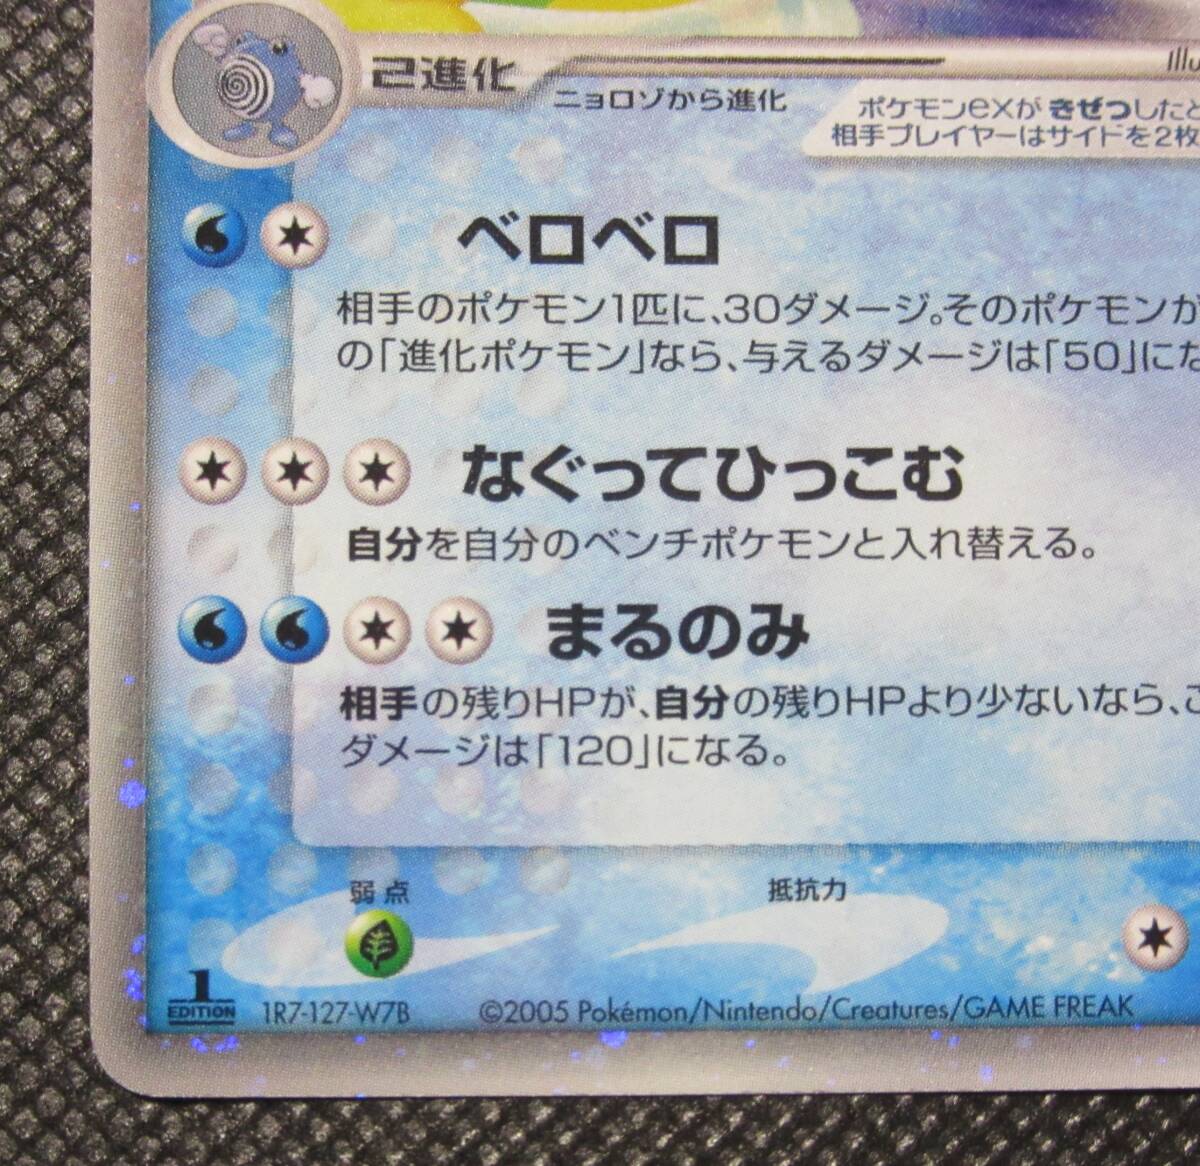 2進化
ニョロゾから進化
Illu
ポケモンexが きぜつしたと
相手プレイヤーはサイドを2枚
ベロベロ
相手のポケモン1匹に、30ダメージ。そのポケモンが
の「進化ポケモン」なら、与えるダメージは「50」にな
なぐってひっこむ
自分を自分のベンチポケモンと入れ替える。
まるのみ
相手の残りHPが、自分の残りHPより少ないなら、こ
ダメージは「120」になる。
弱点
抵抗力
1
EDITION
1R7-127-W7B
©2005 Pokémon/Nintendo/Creatures/GAME FREAK